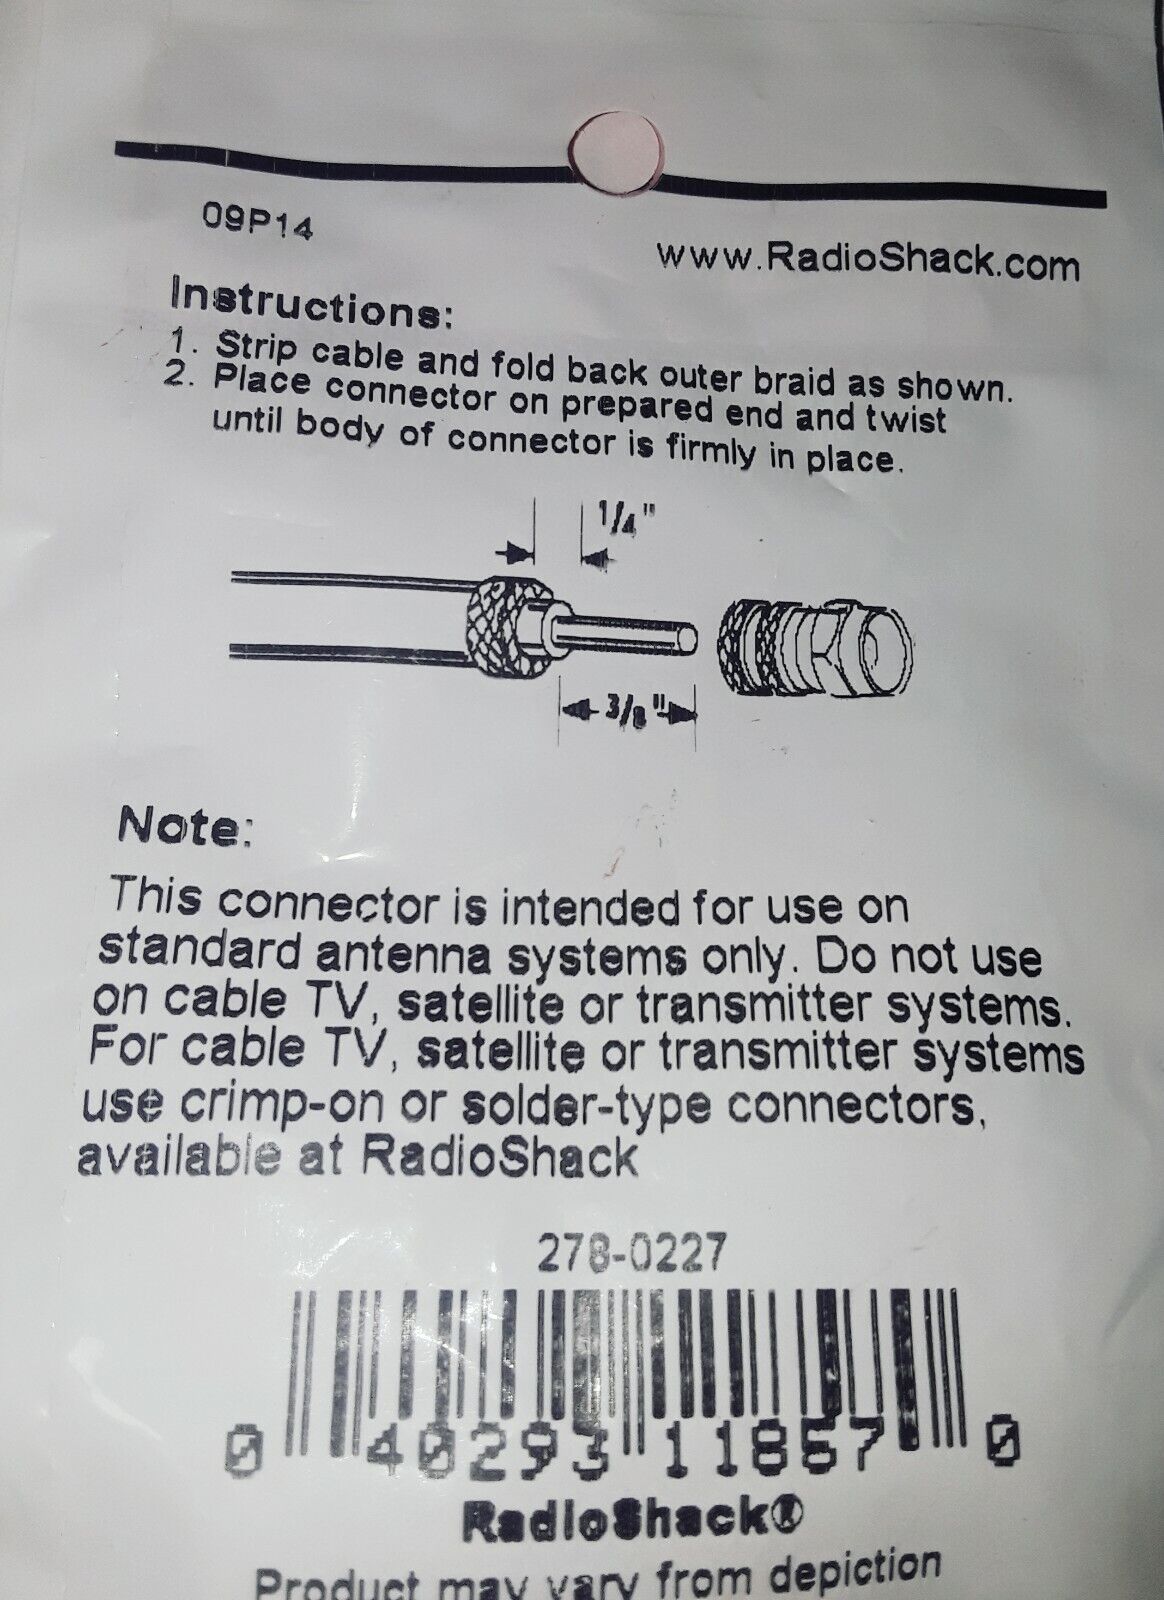 09P14
www.RadioShack.com
Instructions:
1. Strip cable and fold back outer braid as shown.
2. Place connector on prepared end and twist
until body of connector is firmly in place.
1/4"
3/8"
Note:
This connector is intended for use on
standard antenna systems only. Do not use
on cable TV, satellite or transmitter systems.
For cable TV, satellite or transmitter systems
use crimp-on or solder-type connectors,
available at RadioShack
278-0227
0 40293 11857 0
RadioShack®
Product may vary from depiction